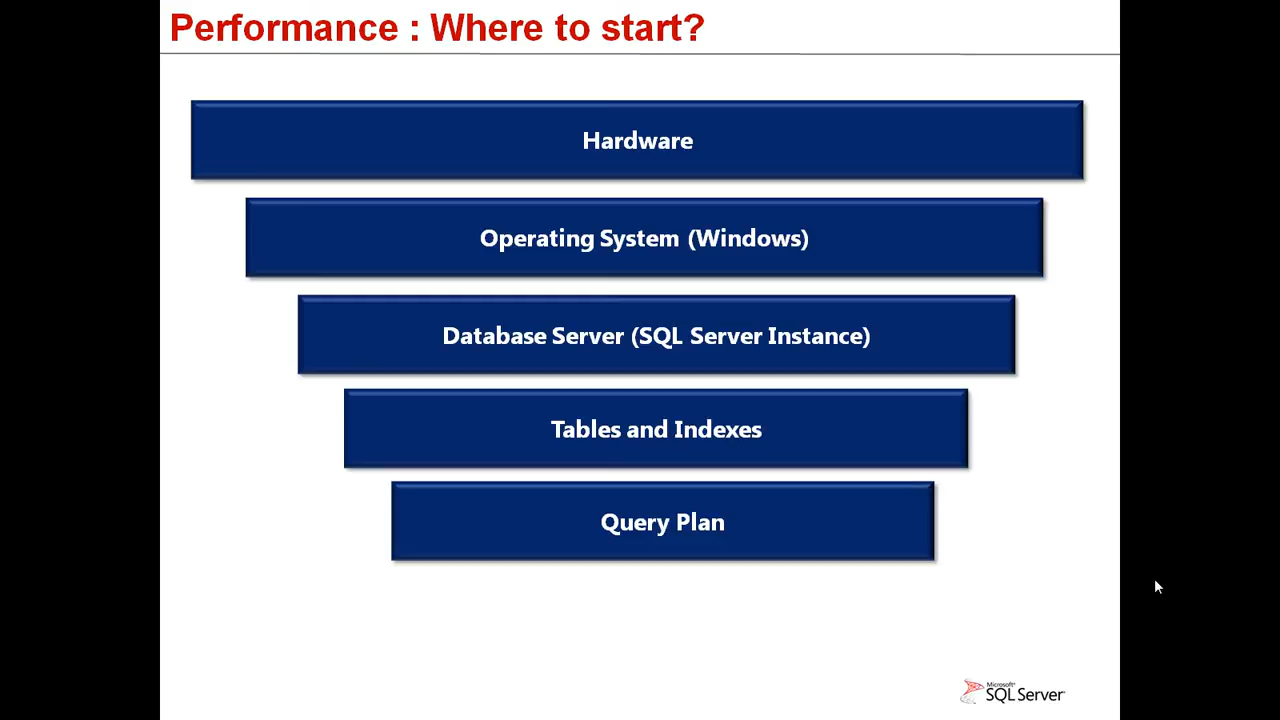 Performance : Where to start?
Hardware
Operating System (Windows)
Database Server (SQL Server Instance)
Tables and Indexes
Query Plan
Microsoft®
SQL Server